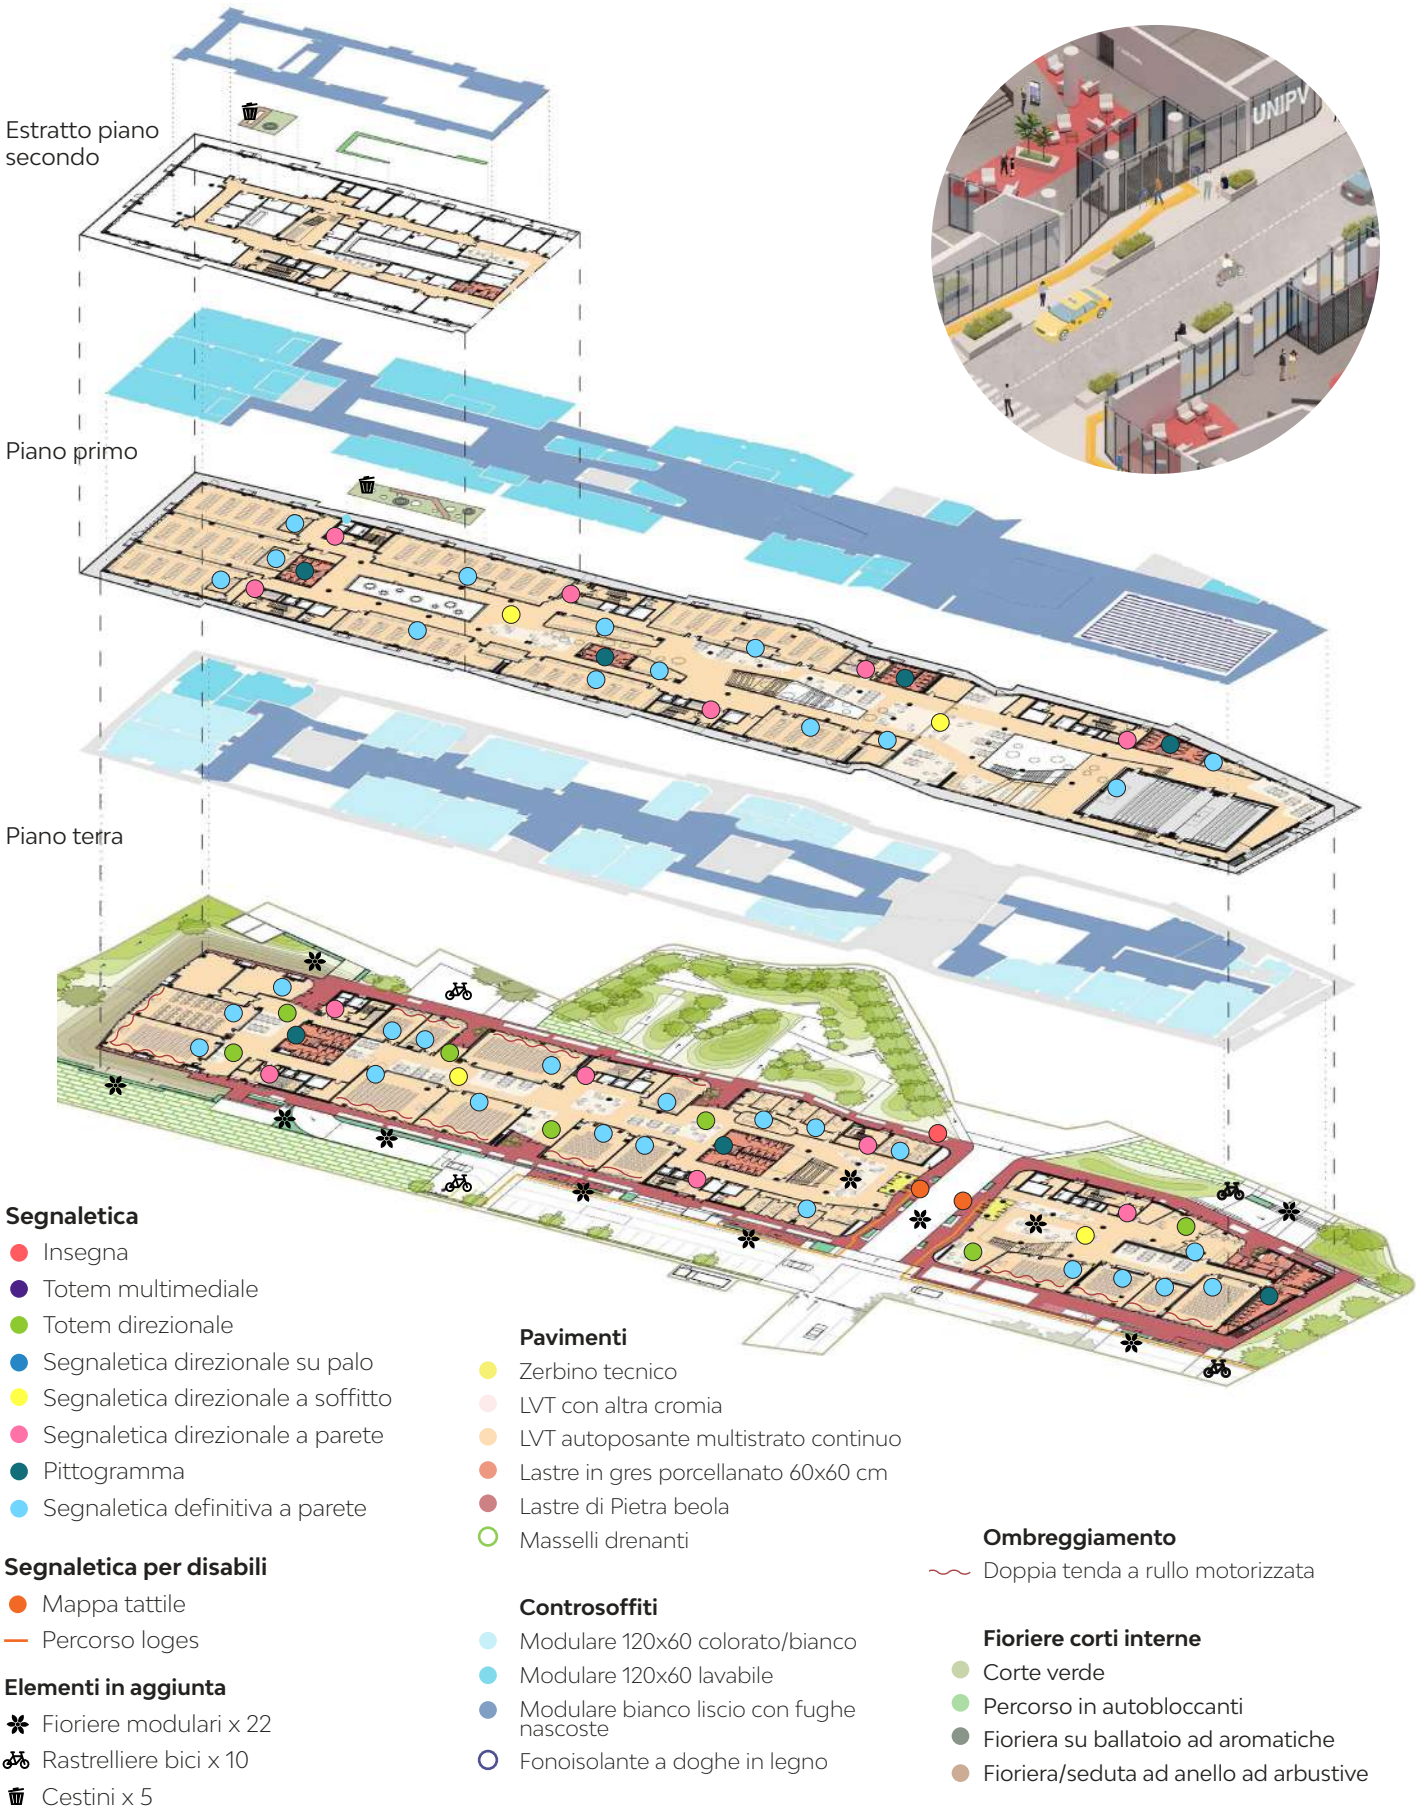 UNIPV
Estratto piano
secondo
Piano primo
Piano terra
Segnaletica
Insegna
Totem multimediale
Totem direzionale
Segnaletica direzionale su palo
Segnaletica direzionale a soffitto
Segnaletica direzionale a parete
Pittogramma
Segnaletica definitiva a parete
Segnaletica per disabili
Mappa tattile
Percorso loges
Elementi in aggiunta
Fioriere modulari x 22
Rastrelliere bici x 10
Cestini x 5
Pavimenti
Zerbino tecnico
LVT con altra cromia
LVT autoposante multistrato continuo
Lastre in gres porcellanato 60x60 cm
Lastre di Pietra beola
Masselli drenanti
Controsoffiti
Modulare 120x60 colorato/bianco
Modulare 120x60 lavabile
Modulare bianco liscio con fughe
nascoste
Fonoisolante a doghe in legno
Ombreggiamento
Doppia tenda a rullo motorizzata
Fioriere corti interne
Corte verde
Percorso in autobloccanti
Fioriera su ballatoio ad aromatiche
Fioriera/seduta ad anello ad arbustive